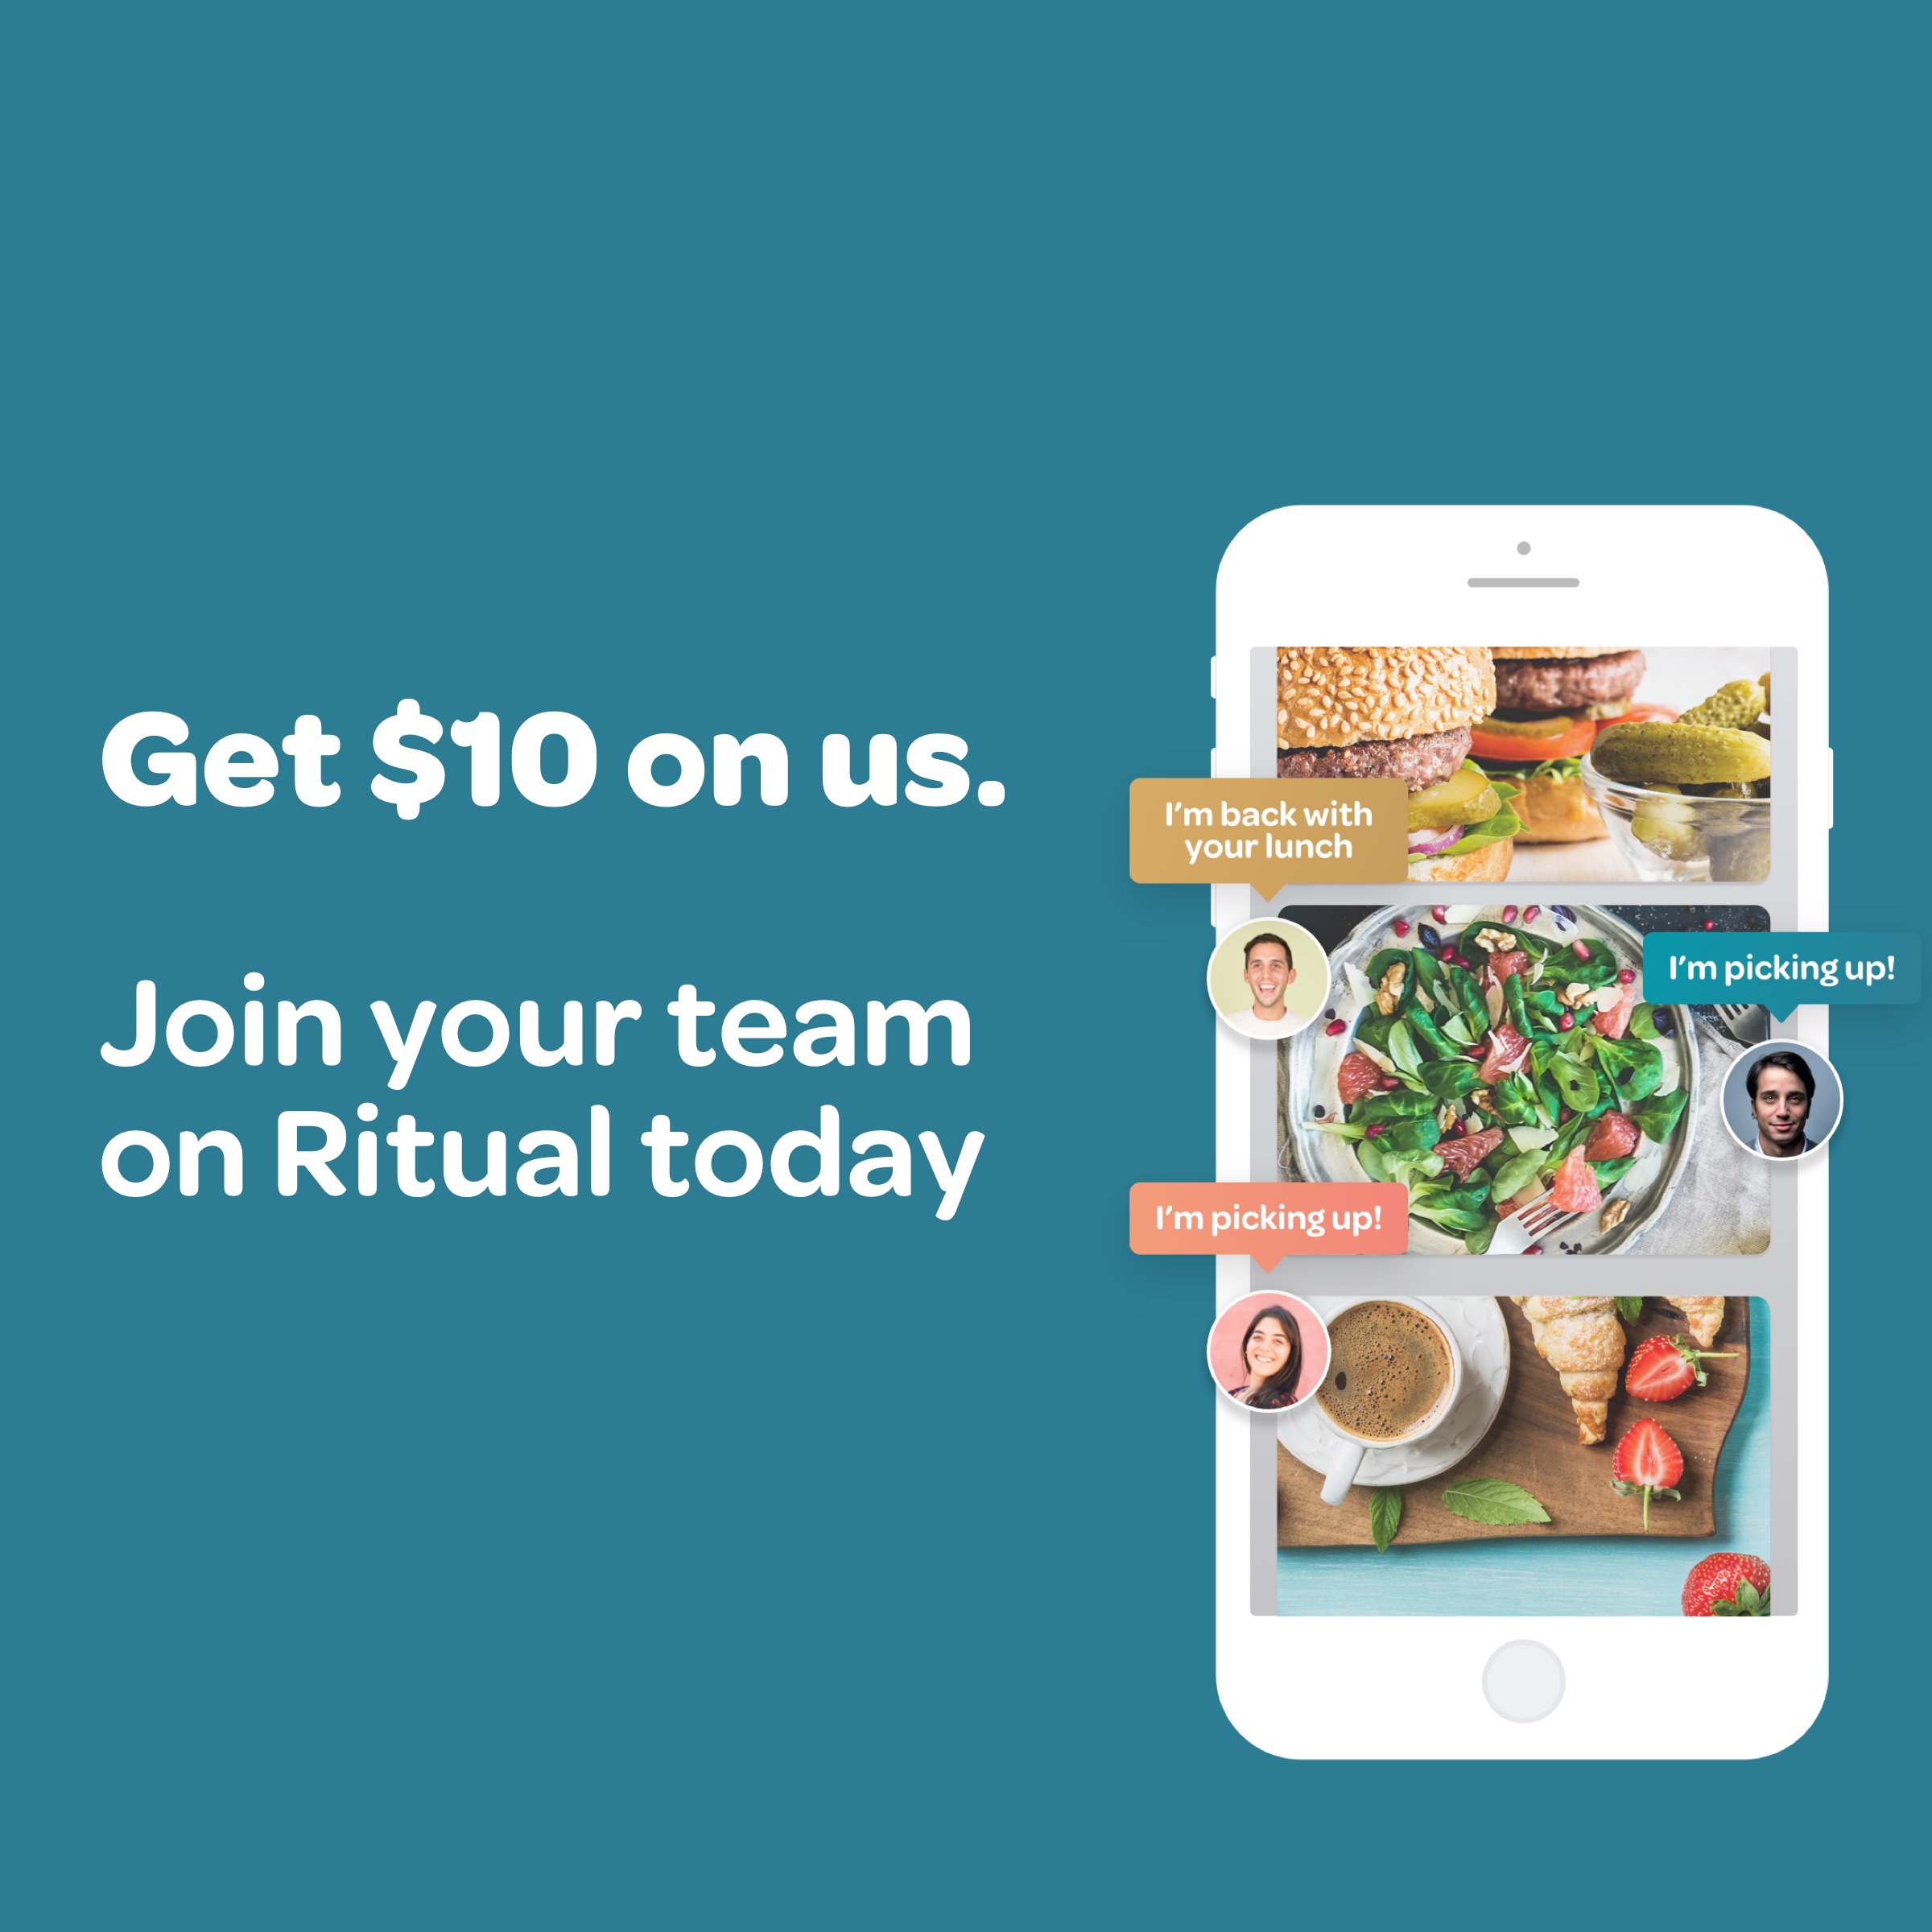 Get $10 on us.
Join your team
on Ritual today
I'm back with
your lunch
I'm picking up!
I'm picking up!